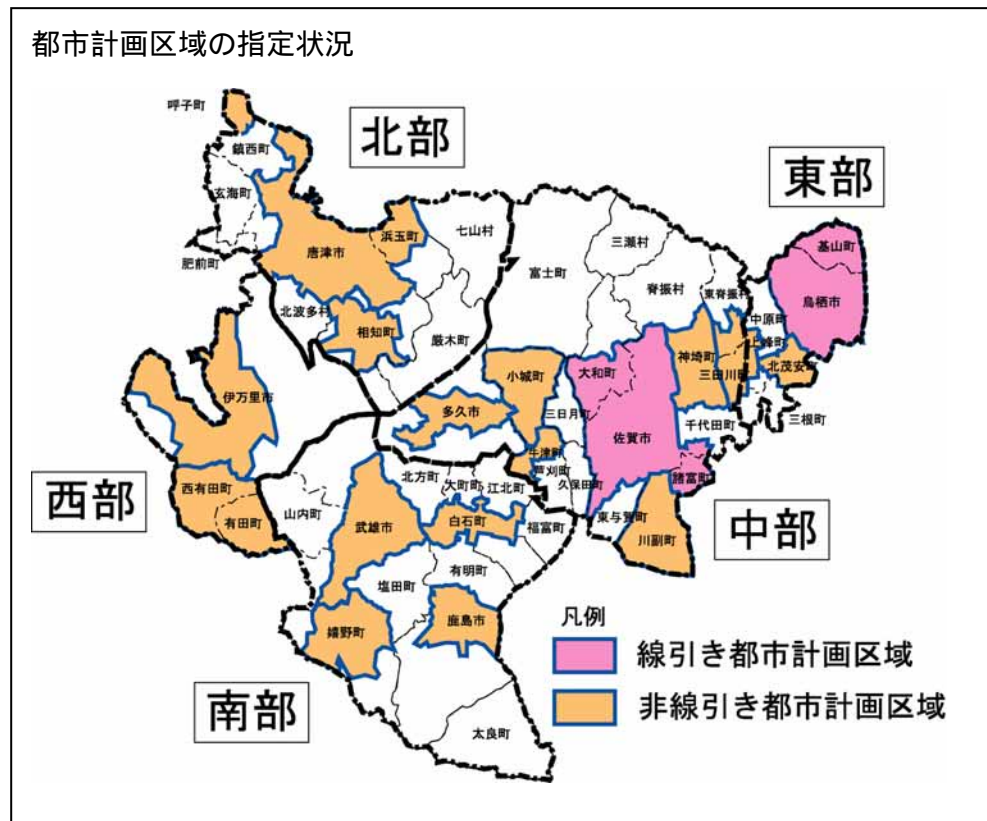 都市計画区域の指定状況
呼子町
北部
鎮西町
東部
玄海町
七山村
浜玉町
三瀬村
基山町
唐津市
富士町
肥前町
脊振村
東脊振村
鳥栖市
中原町
北波多村
相知町
厳木町
上峰町
神埼町
三田川町
北茂安町
大和町
小城町
伊万里市
多久市
三日月町
佐賀市
千代田町
三根町
牛津町
芦刈町
北方町
大町町
江北町
久保田町
諸富町
西有田町
西部
有田町
山内町
武雄市
白石町
福富町
東与賀町
川副町
中部
有明町
塩田町
鹿島市
嬉野町
凡例
線引き都市計画区域
南部
非線引き都市計画区域
太良町